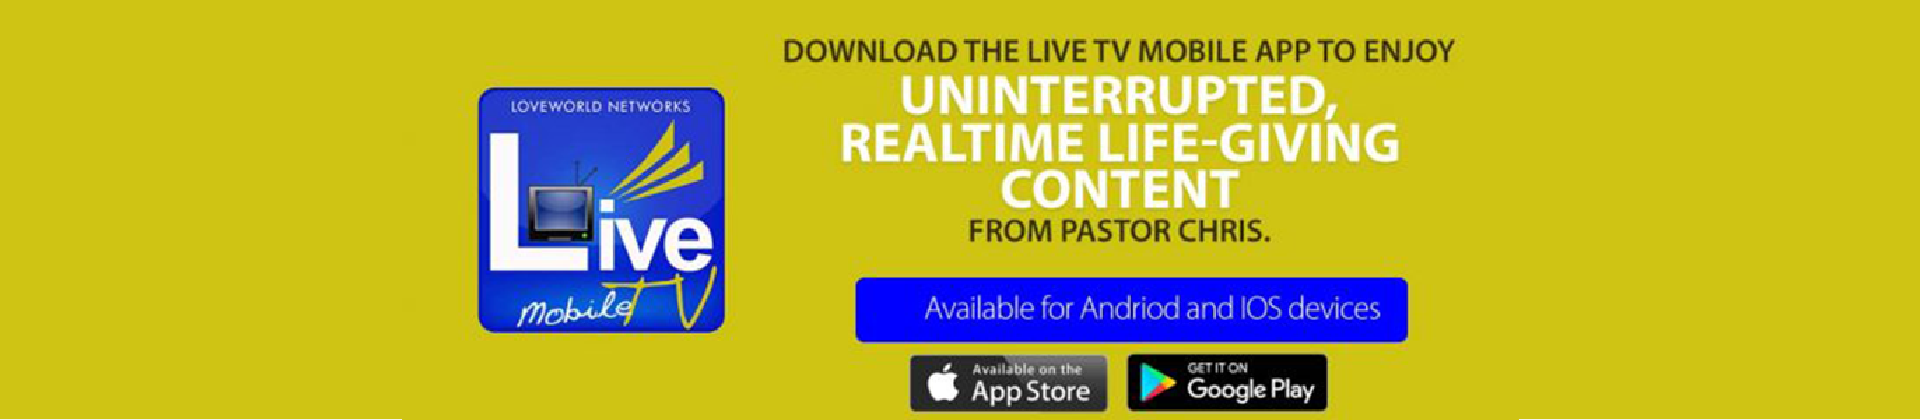 LOVEWORLD NETWORKS
Live
mobile TV
DOWNLOAD THE LIVE TV MOBILE APP TO ENJOY
UNINTERRUPTED,
REALTIME LIFE-GIVING
CONTENT
FROM PASTOR CHRIS.
Available for Andriod and IOS devices
Available on the
App Store
GET IT ON
Google Play